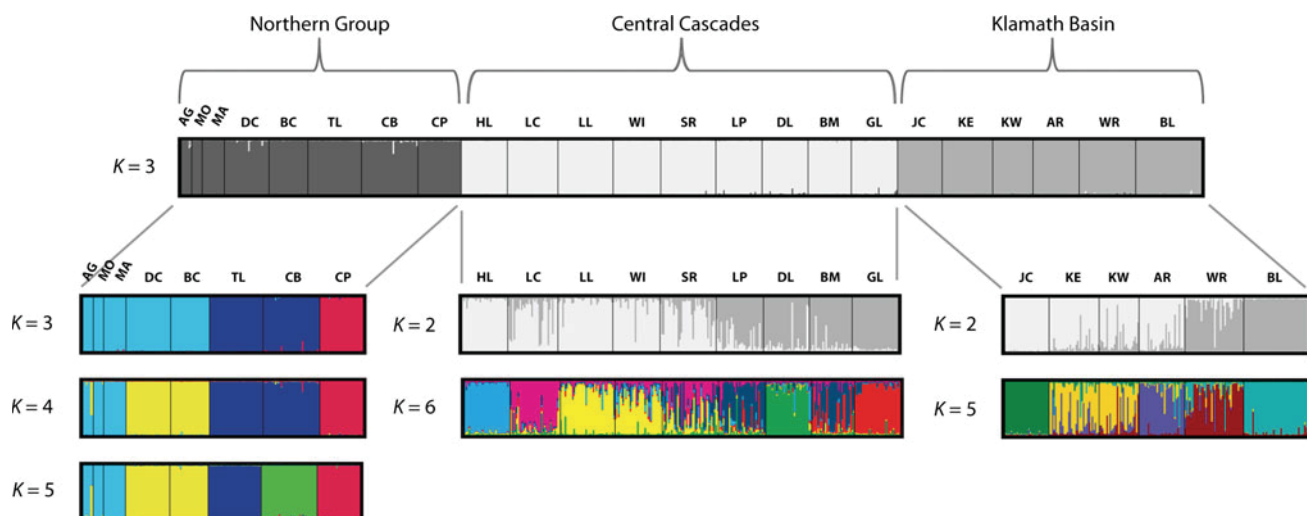 Northern Group Central Cascades Klamath Basin
AG MO MA DC BC TL CB CP HL LC LL WI SR LP DL BM GL JC KE KW AR WR BL
K = 3
AG MO MA DC BC TL CB CP HL LC LL WI SR LP DL BM GL JC KE KW AR WR BL
K = 3 K = 2 K = 2
K = 4 K = 6 K = 5
K = 5